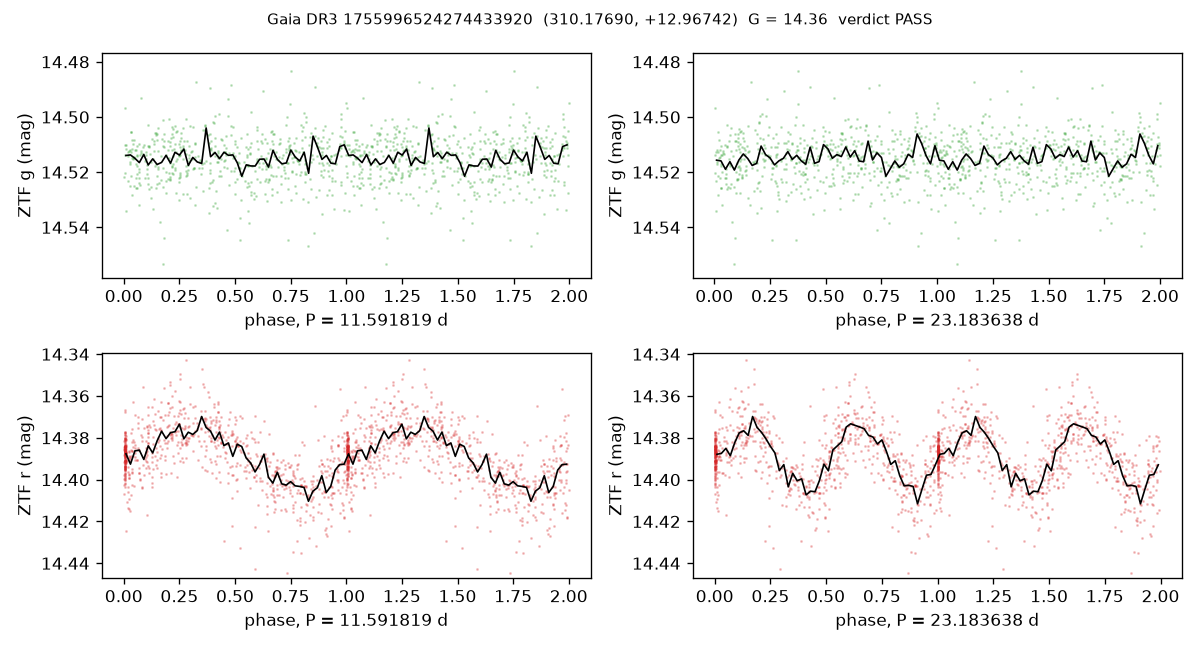 Gaia DR3 1755996524274433920 (310.17690, +12.96742) G = 14.36 verdict PASS
ZTF g (mag)
14.48
14.50
14.52
14.54
0.00 0.25 0.50 0.75 1.00 1.25 1.50 1.75 2.00
phase, P = 11.591819 d
ZTF g (mag)
14.48
14.50
14.52
14.54
0.00 0.25 0.50 0.75 1.00 1.25 1.50 1.75 2.00
phase, P = 23.183638 d
ZTF r (mag)
14.34
14.36
14.38
14.40
14.42
14.44
0.00 0.25 0.50 0.75 1.00 1.25 1.50 1.75 2.00
phase, P = 11.591819 d
ZTF r (mag)
14.34
14.36
14.38
14.40
14.42
14.44
0.00 0.25 0.50 0.75 1.00 1.25 1.50 1.75 2.00
phase, P = 23.183638 d